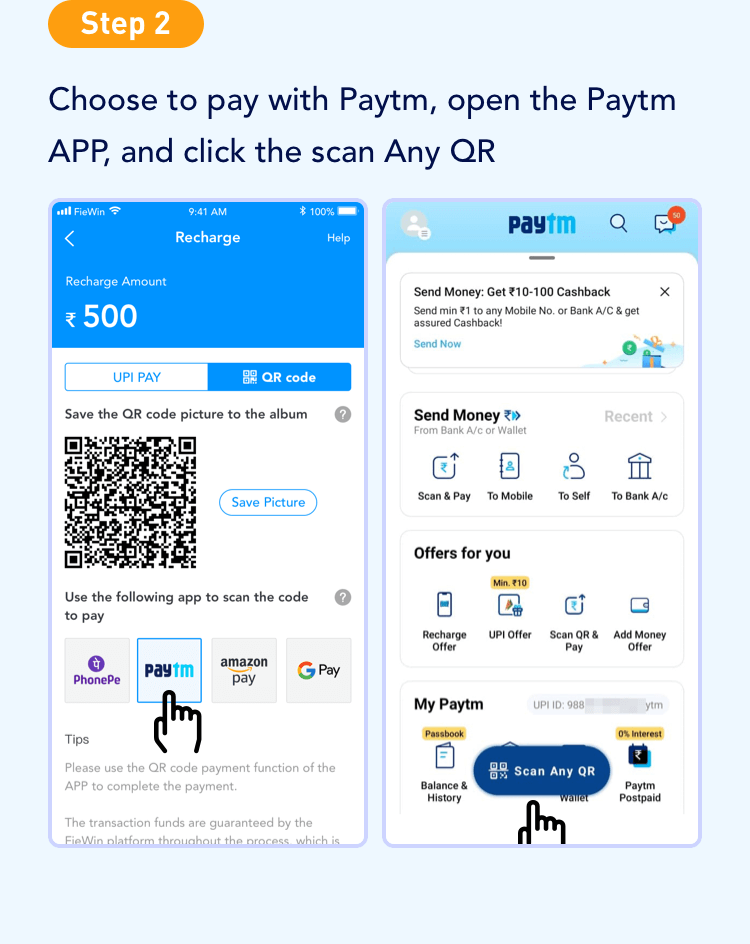 Step 2
Choose to pay with Paytm, open the Paytm
APP, and click the scan Any QR
FieWin
9:41 AM
100%
Recharge
Help
Recharge Amount
₹ 500
UPI PAY
QR code
Save the QR code picture to the album
?
Save Picture
Use the following app to scan the code
to pay
?
पे
PhonePe
paytm
amazon
pay
G Pay
Tips
Please use the QR code payment function of the
APP to complete the payment.
The transaction funds are guaranteed by the
FieWin platform throughout the process, which is
paytm
50
Send Money: Get ₹10-100 Cashback
Send min ₹1 to any Mobile No. or Bank A/C & get
assured Cashback!
Send Now
Send Money
From Bank A/c or Wallet
Recent
Scan & Pay
To Mobile
To Self
To Bank A/c
Offers for you
Min. ₹10
Recharge
Offer
UPI Offer
Scan QR &
Pay
Add Money
Offer
My Paytm
UPI ID: 988
ytm
Passbook
0% Interest
Balance &
History
Scan Any QR
Wallet
Paytm
Postpaid